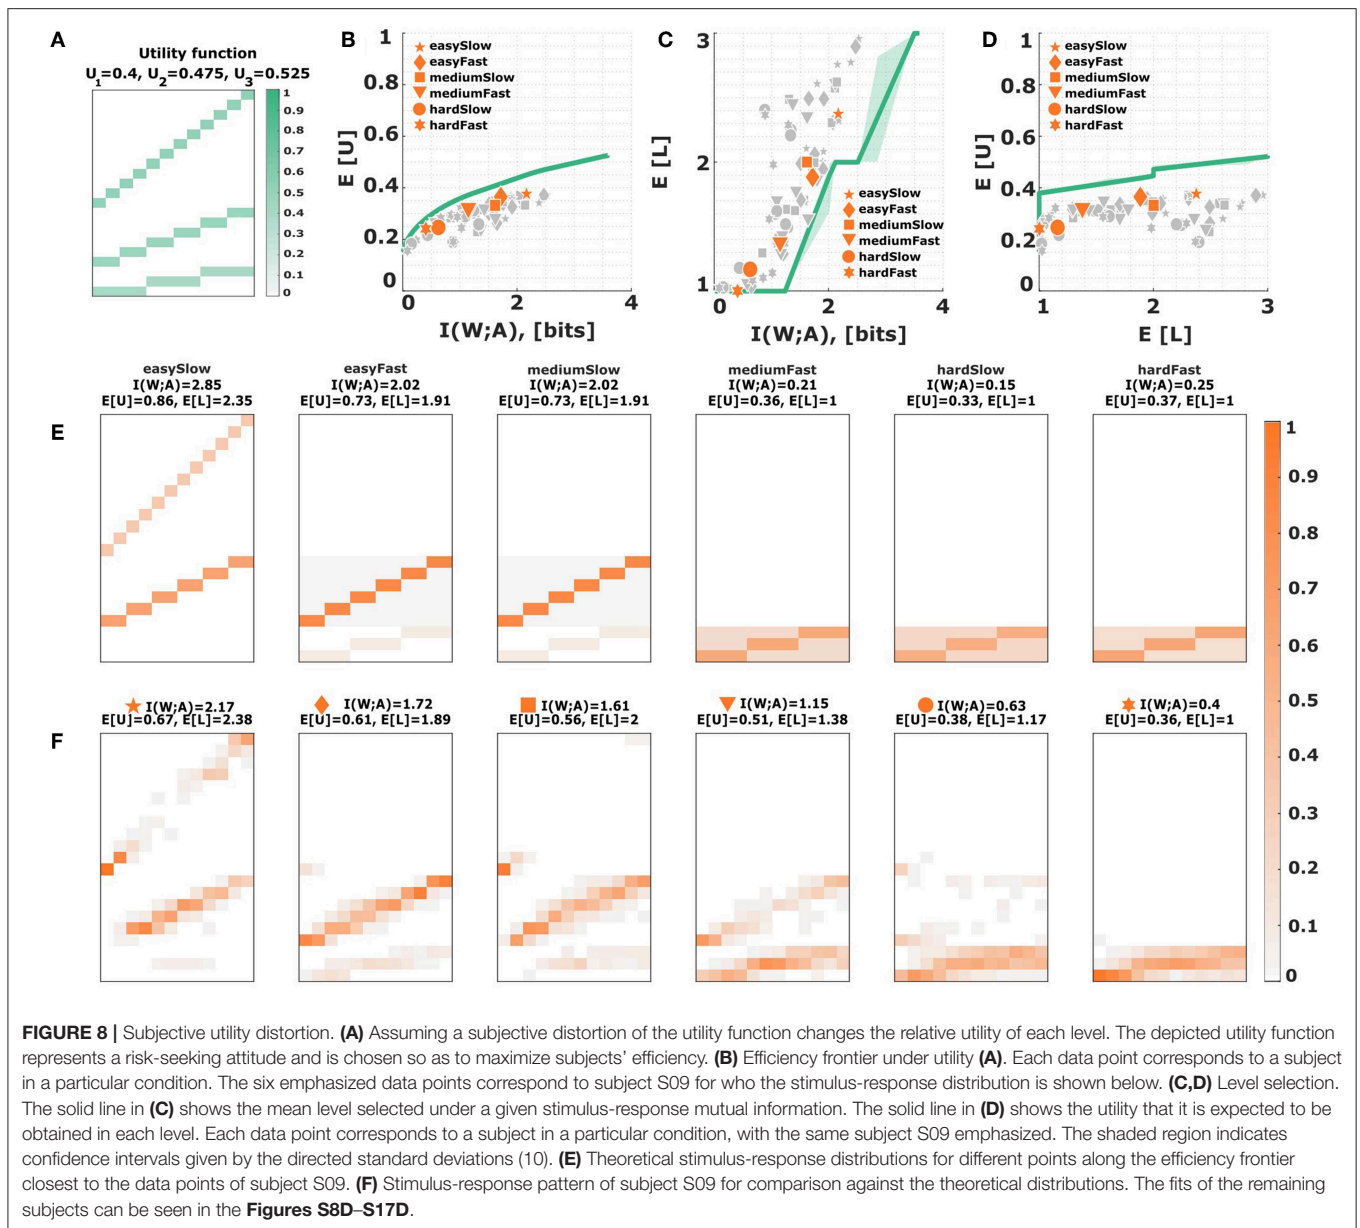 A
Utility function
U1=0.4, U2=0.475, U3=0.525
1 2 3
1
0.9
0.8
0.7
0.6
0.5
0.4
0.3
0.2
0.1
0
B
E [U]
1
0.8
0.6
0.4
0.2
0
easySlow
easyFast
mediumSlow
mediumFast
hardSlow
hardFast
0 2 4
I(W;A), [bits]
C
E [L]
3
2
1
easySlow
easyFast
mediumSlow
mediumFast
hardSlow
hardFast
0 2 4
I(W;A), [bits]
D
E [U]
1
0.8
0.6
0.4
0.2
0
easySlow
easyFast
mediumSlow
mediumFast
hardSlow
hardFast
1 2 3
E [L]
E
easySlow
I(W;A)=2.85
E[U]=0.86, E[L]=2.35
easyFast
I(W;A)=2.02
E[U]=0.73, E[L]=1.91
mediumSlow
I(W;A)=2.02
E[U]=0.73, E[L]=1.91
mediumFast
I(W;A)=0.21
E[U]=0.36, E[L]=1
hardSlow
I(W;A)=0.15
E[U]=0.33, E[L]=1
hardFast
I(W;A)=0.25
E[U]=0.37, E[L]=1
F
I(W;A)=2.17
E[U]=0.67, E[L]=2.38
I(W;A)=1.72
E[U]=0.61, E[L]=1.89
I(W;A)=1.61
E[U]=0.56, E[L]=2
I(W;A)=1.15
E[U]=0.51, E[L]=1.38
I(W;A)=0.63
E[U]=0.38, E[L]=1.17
I(W;A)=0.4
E[U]=0.36, E[L]=1
1
0.9
0.8
0.7
0.6
0.5
0.4
0.3
0.2
0.1
0
FIGURE 8 | Subjective utility distortion. (A) Assuming a subjective distortion of the utility function changes the relative utility of each level. The depicted utility function
represents a risk-seeking attitude and is chosen so as to maximize subjects' efficiency. (B) Efficiency frontier under utility (A). Each data point corresponds to a subject
in a particular condition. The six emphasized data points correspond to subject S09 for who the stimulus-response distribution is shown below. (C,D) Level selection.
The solid line in (C) shows the mean level selected under a given stimulus-response mutual information. The solid line in (D) shows the utility that it is expected to be
obtained in each level. Each data point corresponds to a subject in a particular condition, with the same subject S09 emphasized. The shaded region indicates
confidence intervals given by the directed standard deviations (10). (E) Theoretical stimulus-response distributions for different points along the efficiency frontier
closest to the data points of subject S09. (F) Stimulus-response pattern of subject S09 for comparison against the theoretical distributions. The fits of the remaining
subjects can be seen in the Figures S8D–S17D.